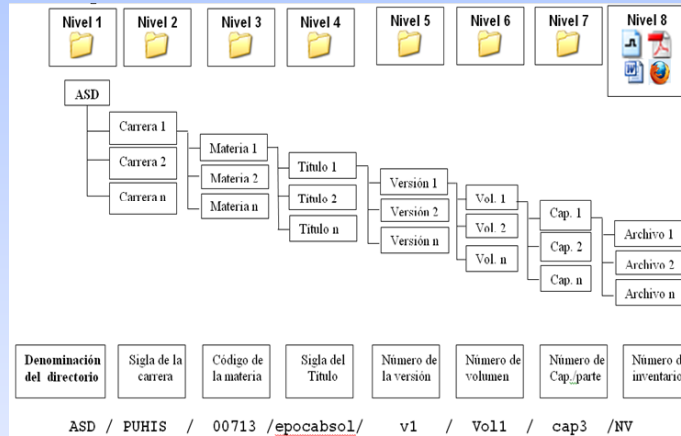 Nivel 1 Nivel 2 Nivel 3 Nivel 4 Nivel 5 Nivel 6 Nivel 7 Nivel 8
ASD
Carrera 1
Carrera 2
Carrera n
Materia 1
Materia 2
Materia n
Titulo 1
Titulo 2
Titulo n
Versión 1
Versión 2
Versión n
Vol. 1
Vol. 2
Vol. n
Cap. 1
Cap. 2
Cap. n
Archivo 1
Archivo 2
Archivo n
Denominación
del directorio
Sigla de la
carrera
Código de
la materia
Sigla del
Titulo
Número de
la versión
Número de
volumen
Número de
Cap./parte
Número d
inventario
ASD / PUHIS / 00713 /epocabsol/ v1 / Vol1 / cap3 /NV